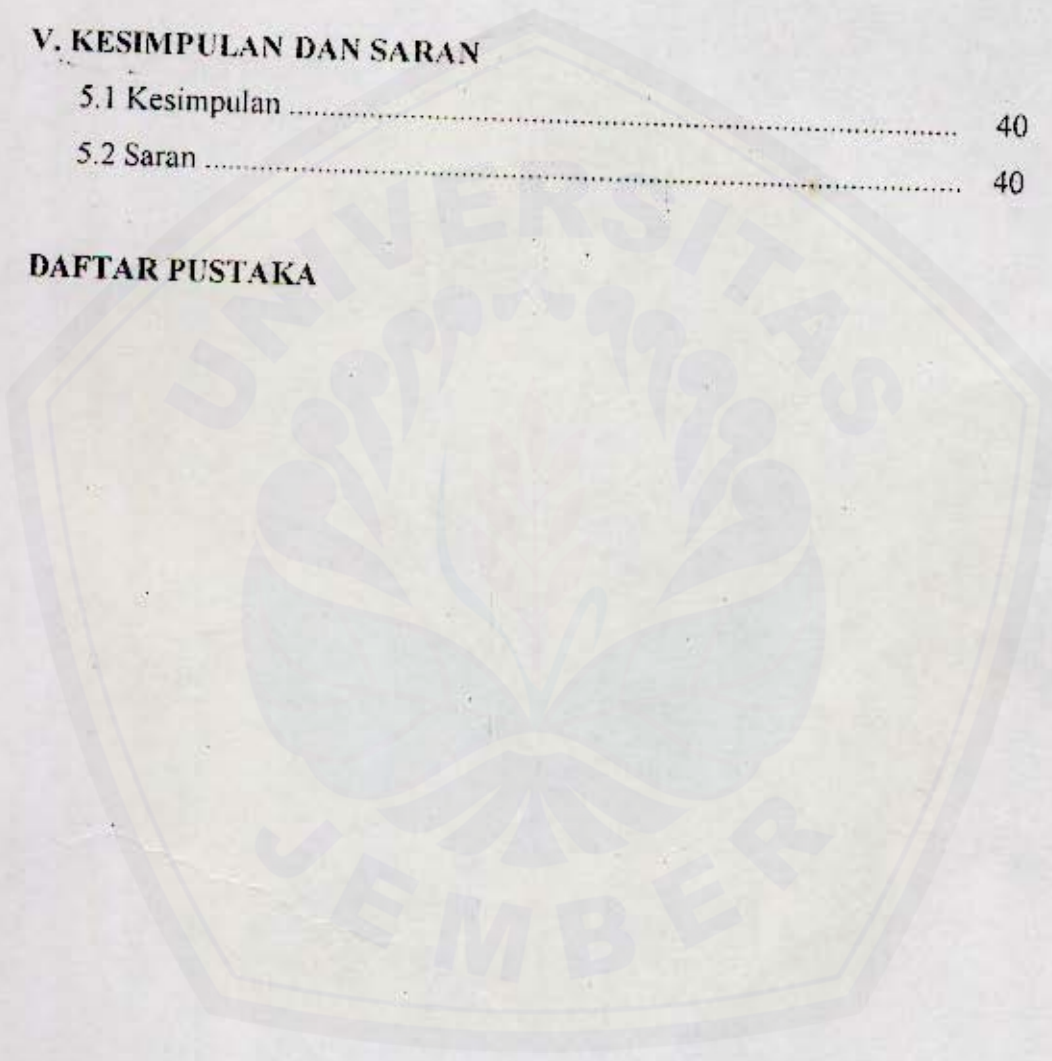 V. KESIMPULAN DAN SARAN
5.1 Kesimpulan ........................................................................ 40
5.2 Saran ................................................................................. 40
DAFTAR PUSTAKA
UNIVERSITAS
JEMBER